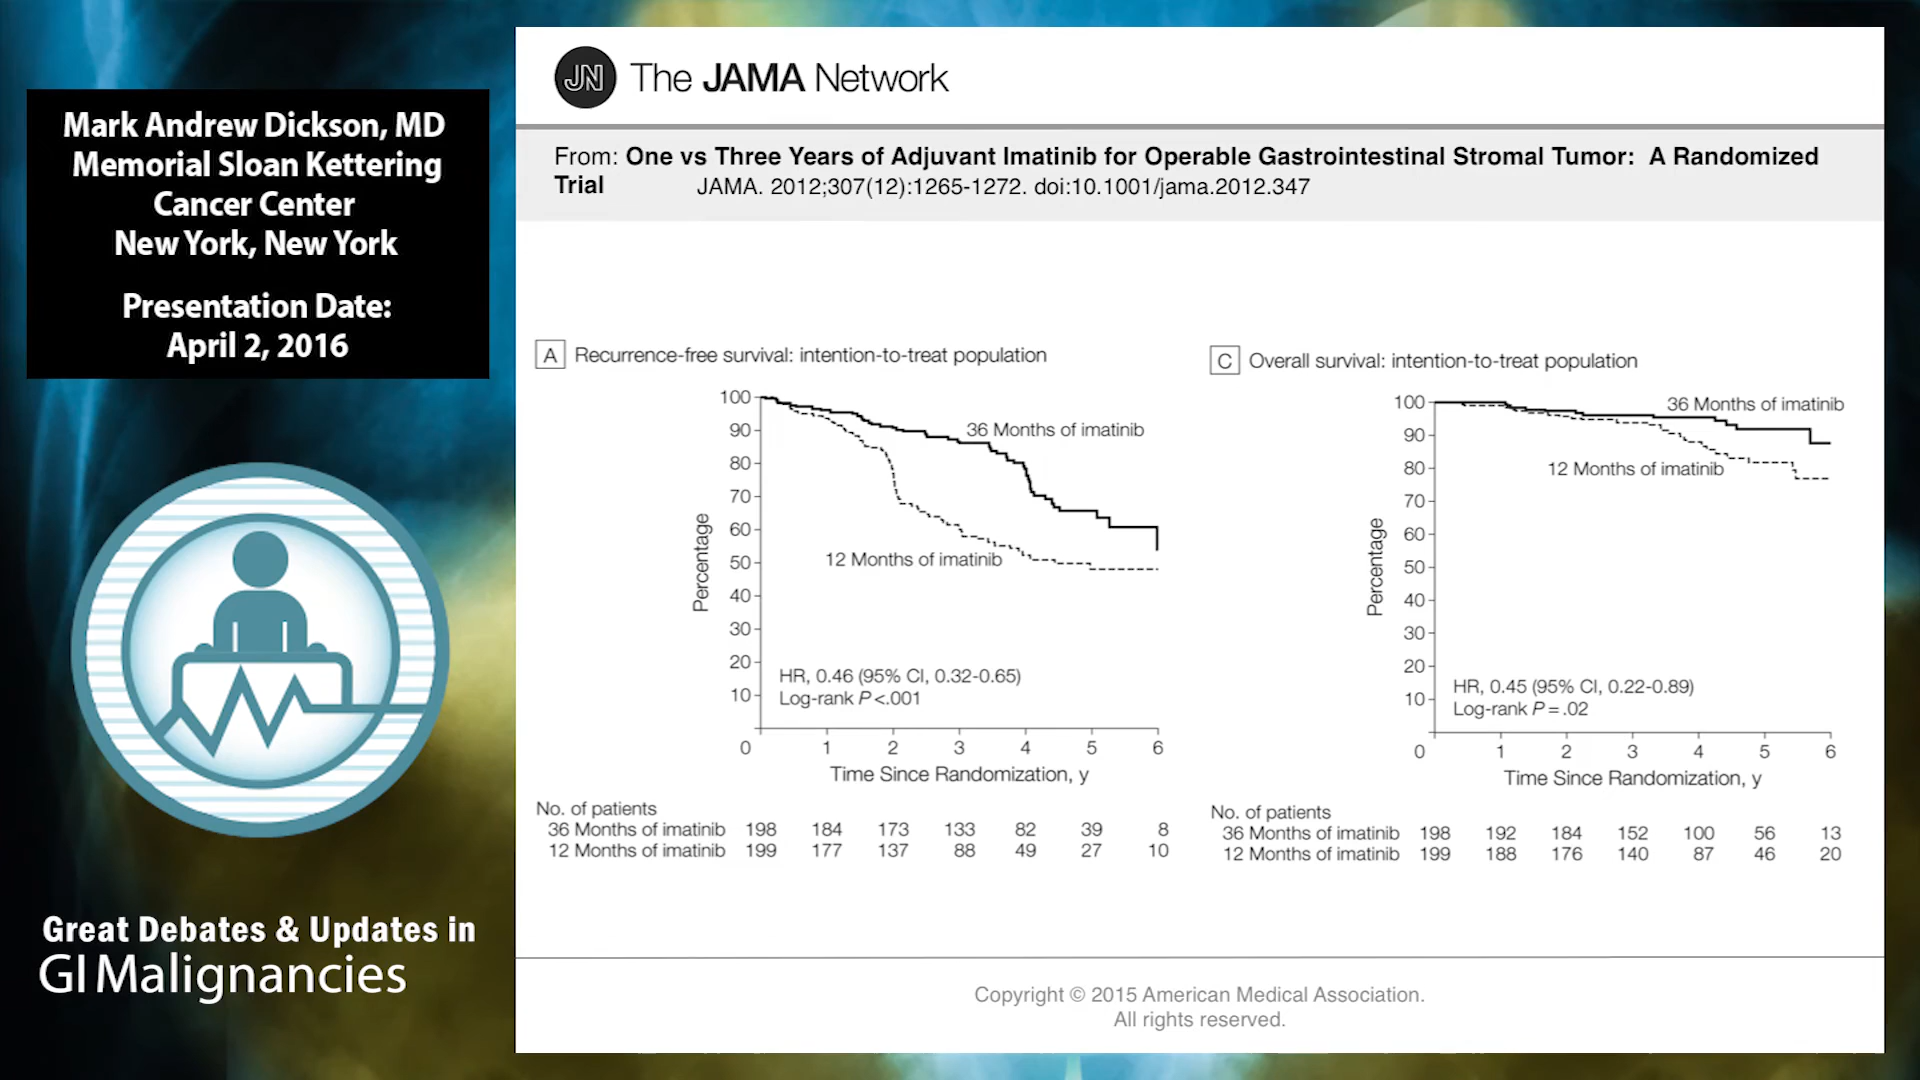 Mark Andrew Dickson, MD
Memorial Sloan Kettering
Cancer Center
New York, New York
Presentation Date:
April 2, 2016
Great Debates & Updates in
GI Malignancies
JN The JAMA Network
From: One vs Three Years of Adjuvant Imatinib for Operable Gastrointestinal Stromal Tumor: A Randomized
Trial JAMA. 2012;307(12):1265-1272. doi:10.1001/jama.2012.347
A Recurrence-free survival: intention-to-treat population
100
90
80
70
60
50
40
30
20
10
Percentage
36 Months of imatinib
12 Months of imatinib
HR, 0.46 (95% CI, 0.32-0.65)
Log-rank P <.001
0 1 2 3 4 5 6
Time Since Randomization, y
No. of patients
36 Months of imatinib 198 184 173 133 82 39 8
12 Months of imatinib 199 177 137 88 49 27 10
C Overall survival: intention-to-treat population
100
90
80
70
60
50
40
30
20
10
Percentage
36 Months of imatinib
12 Months of imatinib
HR, 0.45 (95% CI, 0.22-0.89)
Log-rank P = .02
0 1 2 3 4 5 6
Time Since Randomization, y
No. of patients
36 Months of imatinib 198 192 184 152 100 56 13
12 Months of imatinib 199 188 176 140 87 46 20
Copyright © 2015 American Medical Association.
All rights reserved.